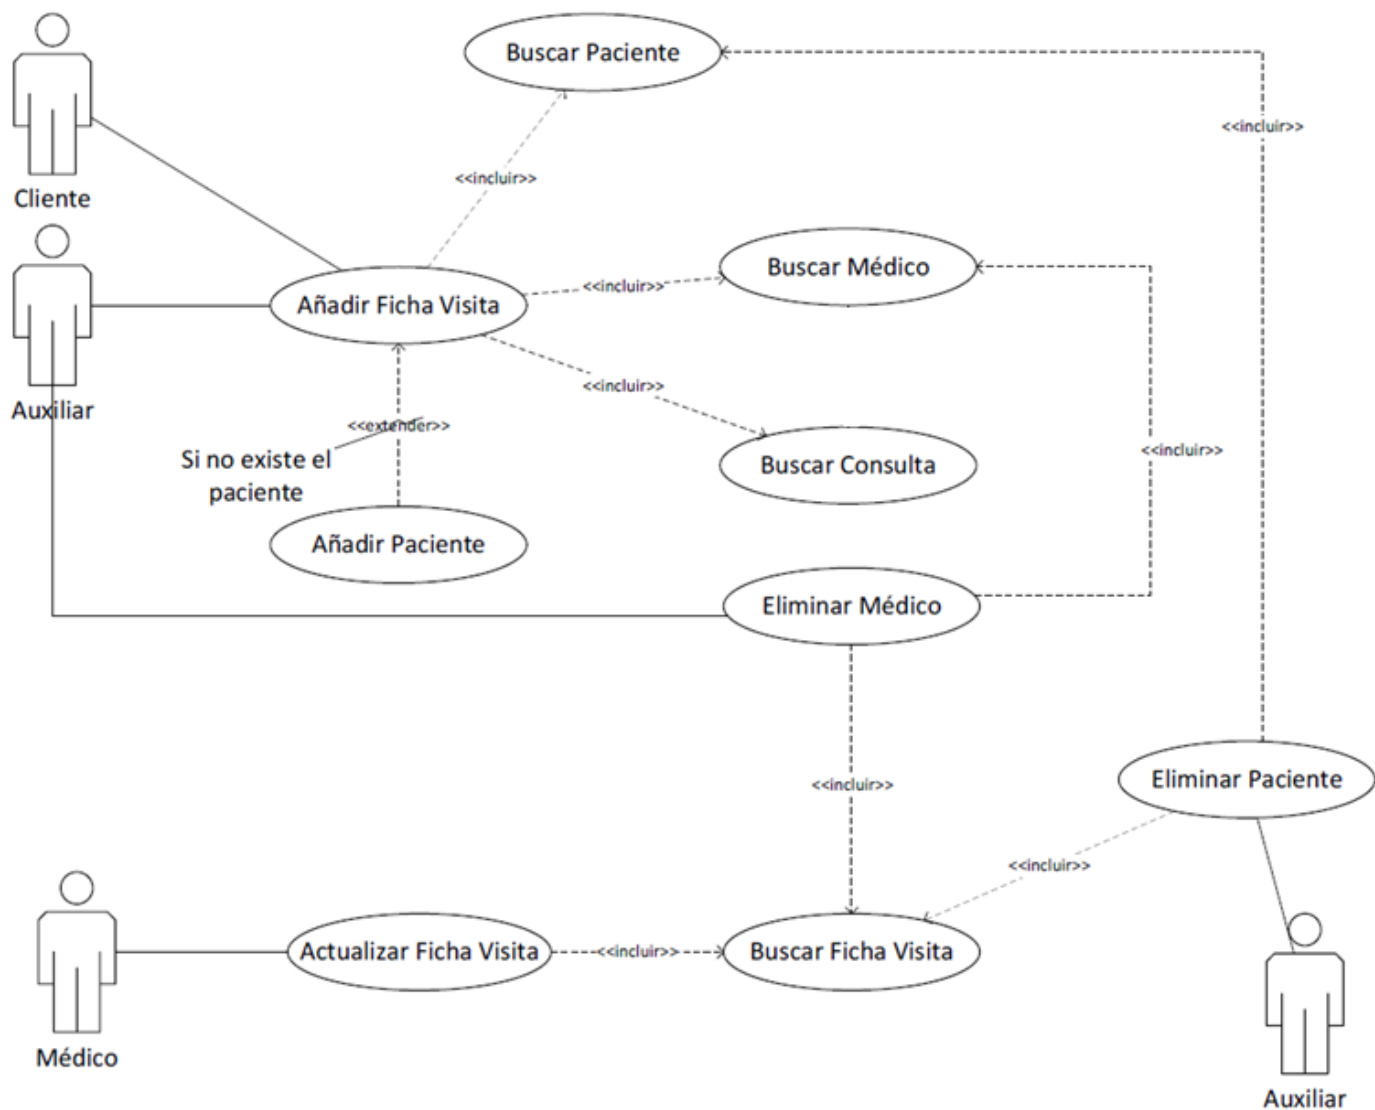 Buscar Paciente
<<incluir>>
Cliente
<<incluir>>
Buscar Médico
<<incluir>>
Añadir Ficha Visita
<<incluir>>
Auxiliar
<<extender>>
Si no existe el
paciente
Buscar Consulta
<<incluir>>
Añadir Paciente
Eliminar Médico
<<incluir>>
Eliminar Paciente
<<incluir>>
Actualizar Ficha Visita
<<incluir>>
Buscar Ficha Visita
Médico
Auxiliar